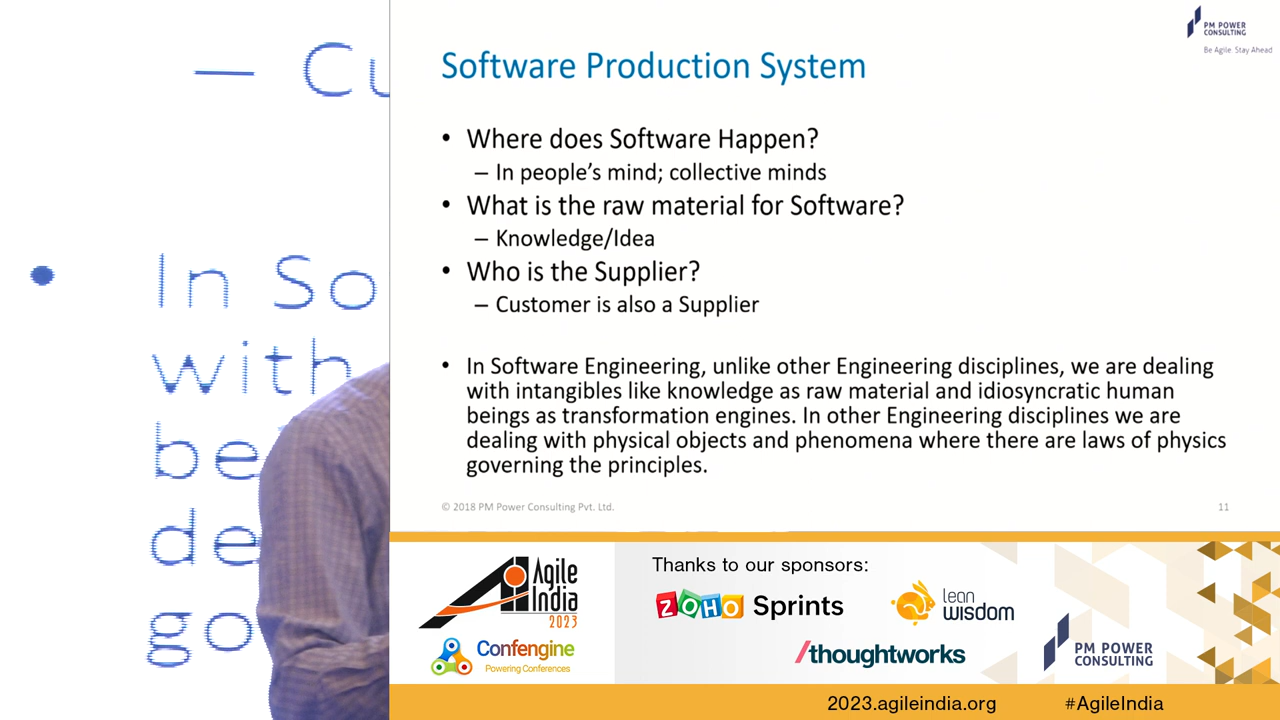 — Cu
• In So
with
be
de
go
PM POWER
CONSULTING
Be Agile Stay Ahead
Software Production System
• Where does Software Happen?
– In people's mind; collective minds
• What is the raw material for Software?
– Knowledge/Idea
• Who is the Supplier?
– Customer is also a Supplier
• In Software Engineering, unlike other Engineering disciplines, we are dealing
with intangibles like knowledge as raw material and idiosyncratic human
beings as transformation engines. In other Engineering disciplines we are
dealing with physical objects and phenomena where there are laws of physics
governing the principles.
© 2018 PM Power Consulting Pvt. Ltd.
11
Agile
India
2023
Confengine
Powering Conferences
Thanks to our sponsors:
ZOHO Sprints
lean
wisdom
/thoughtworks
PM POWER
CONSULTING
2023.agileindia.org
#AgileIndia